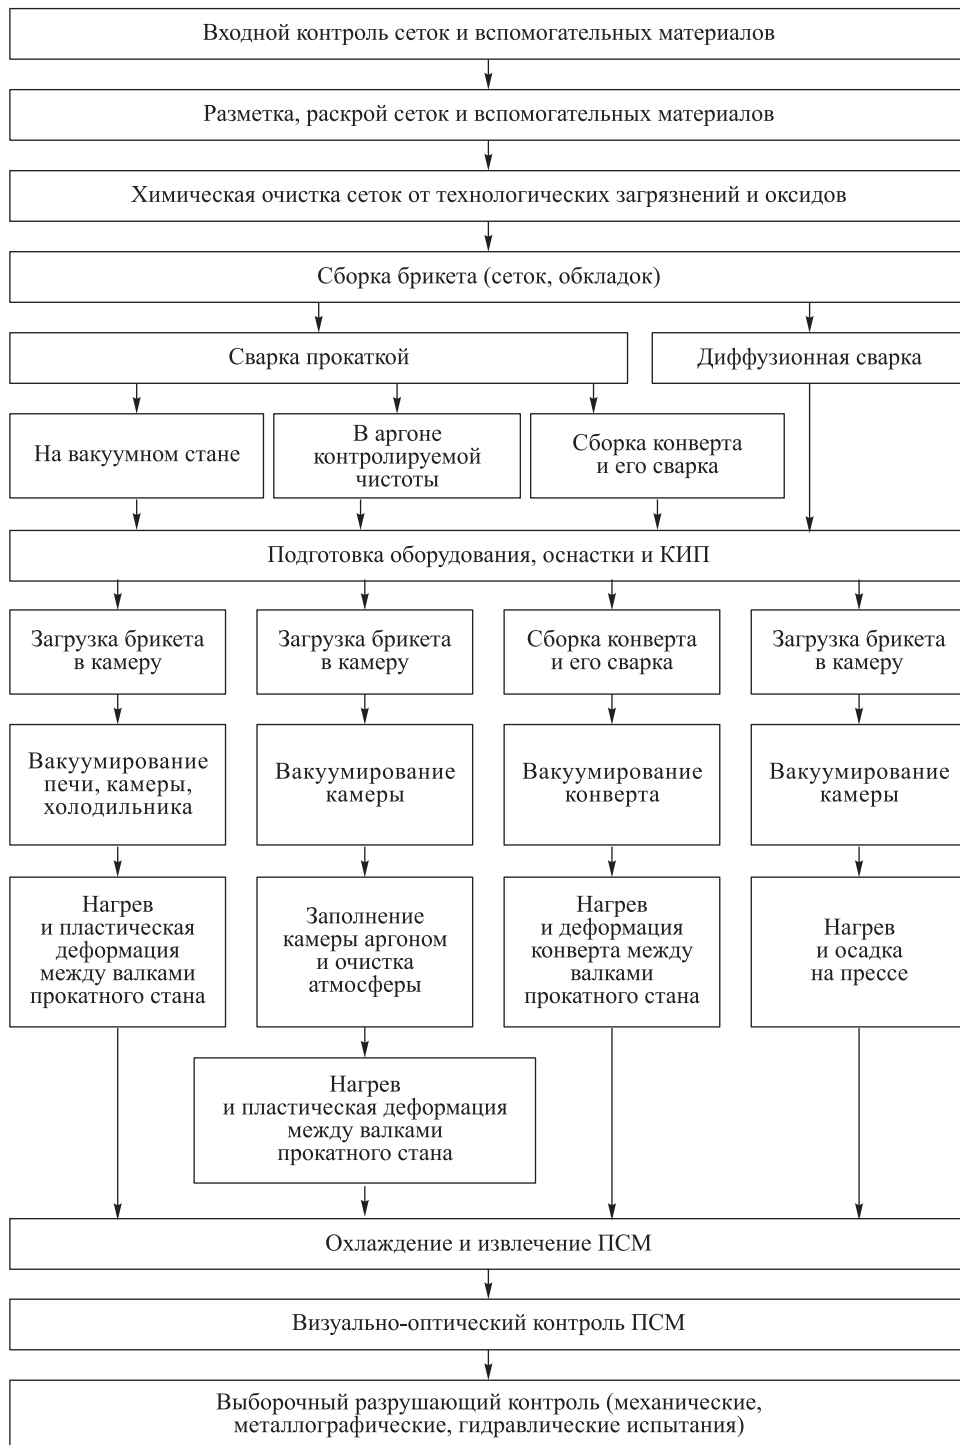 Входной контроль сеток и вспомогательных материалов
Разметка, раскрой сеток и вспомогательных материалов
Химическая очистка сеток от технологических загрязнений и оксидов
Сборка брикета (сеток, обкладок)
Сварка прокаткой
Диффузионная сварка
На вакуумном стане
В аргоне
контролируемой
чистоты
Сборка конверта
и его сварка
Подготовка оборудования, оснастки и КИП
Загрузка брикета
в камеру
Загрузка брикета
в камеру
Сборка конверта
и его сварка
Загрузка брикета
в камеру
Вакуумирование
печи, камеры,
холодильника
Вакуумирование
камеры
Вакуумирование
конверта
Вакуумирование
камеры
Нагрев
и пластическая
деформация
между валками
прокатного стана
Заполнение
камеры аргоном
и очистка
атмосферы
Нагрев
и деформация
конверта между
валками
прокатного стана
Нагрев
и осадка
на прессе
Нагрев
и пластическая деформация
между валками
прокатного стана
Охлаждение и извлечение ПСМ
Визуально-оптический контроль ПСМ
Выборочный разрушающий контроль (механические,
металлографические, гидравлические испытания)